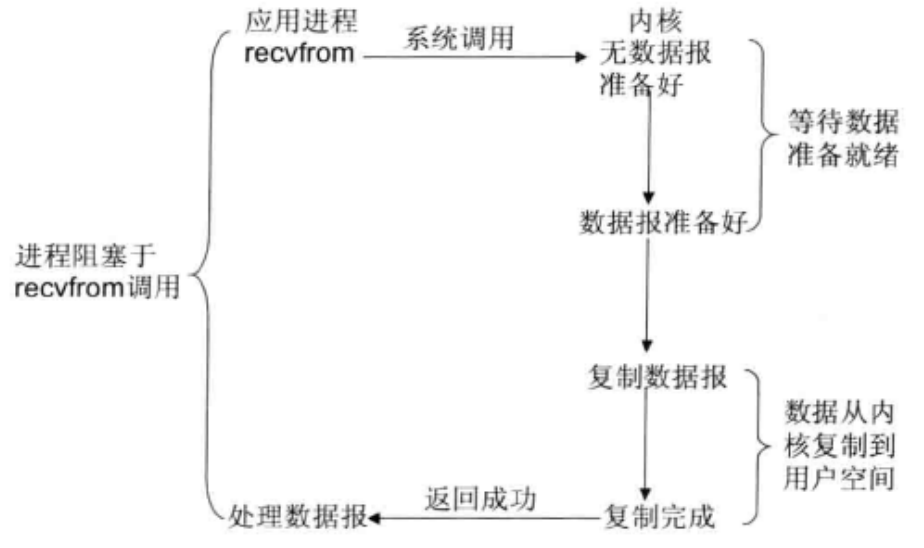 应用进程
recvfrom
系统调用
内核
无数据报
准备好
等待数据
准备就绪
数据报准备好
进程阻塞于
recvfrom调用
复制数据报
数据从内
核复制到
用户空间
处理数据报
返回成功
复制完成